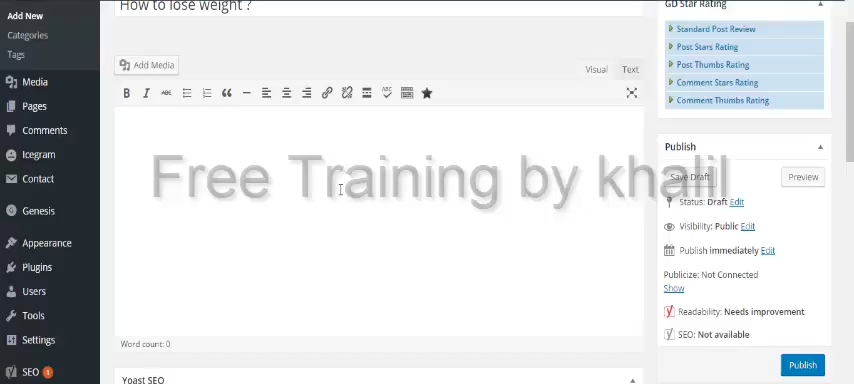 Add New
Categories
Tags
Media
Pages
Comments
Icegram
Contact
Genesis
Appearance
Plugins
Users
Tools
Settings
SEO 1
How to lose weight ?
Add Media
Visual Text
B I ABC ABC
Word count: 0
Yoast SEO
Free Training by khalil
GD Star Rating
Standard Post Review
Post Stars Rating
Post Thumbs Rating
Comment Stars Rating
Comment Thumbs Rating
Publish
Save Draft Preview
Status: Draft Edit
Visibility: Public Edit
Publish immediately Edit
Publicize: Not Connected
Show
Readability: Needs improvement
SEO: Not available
Publish